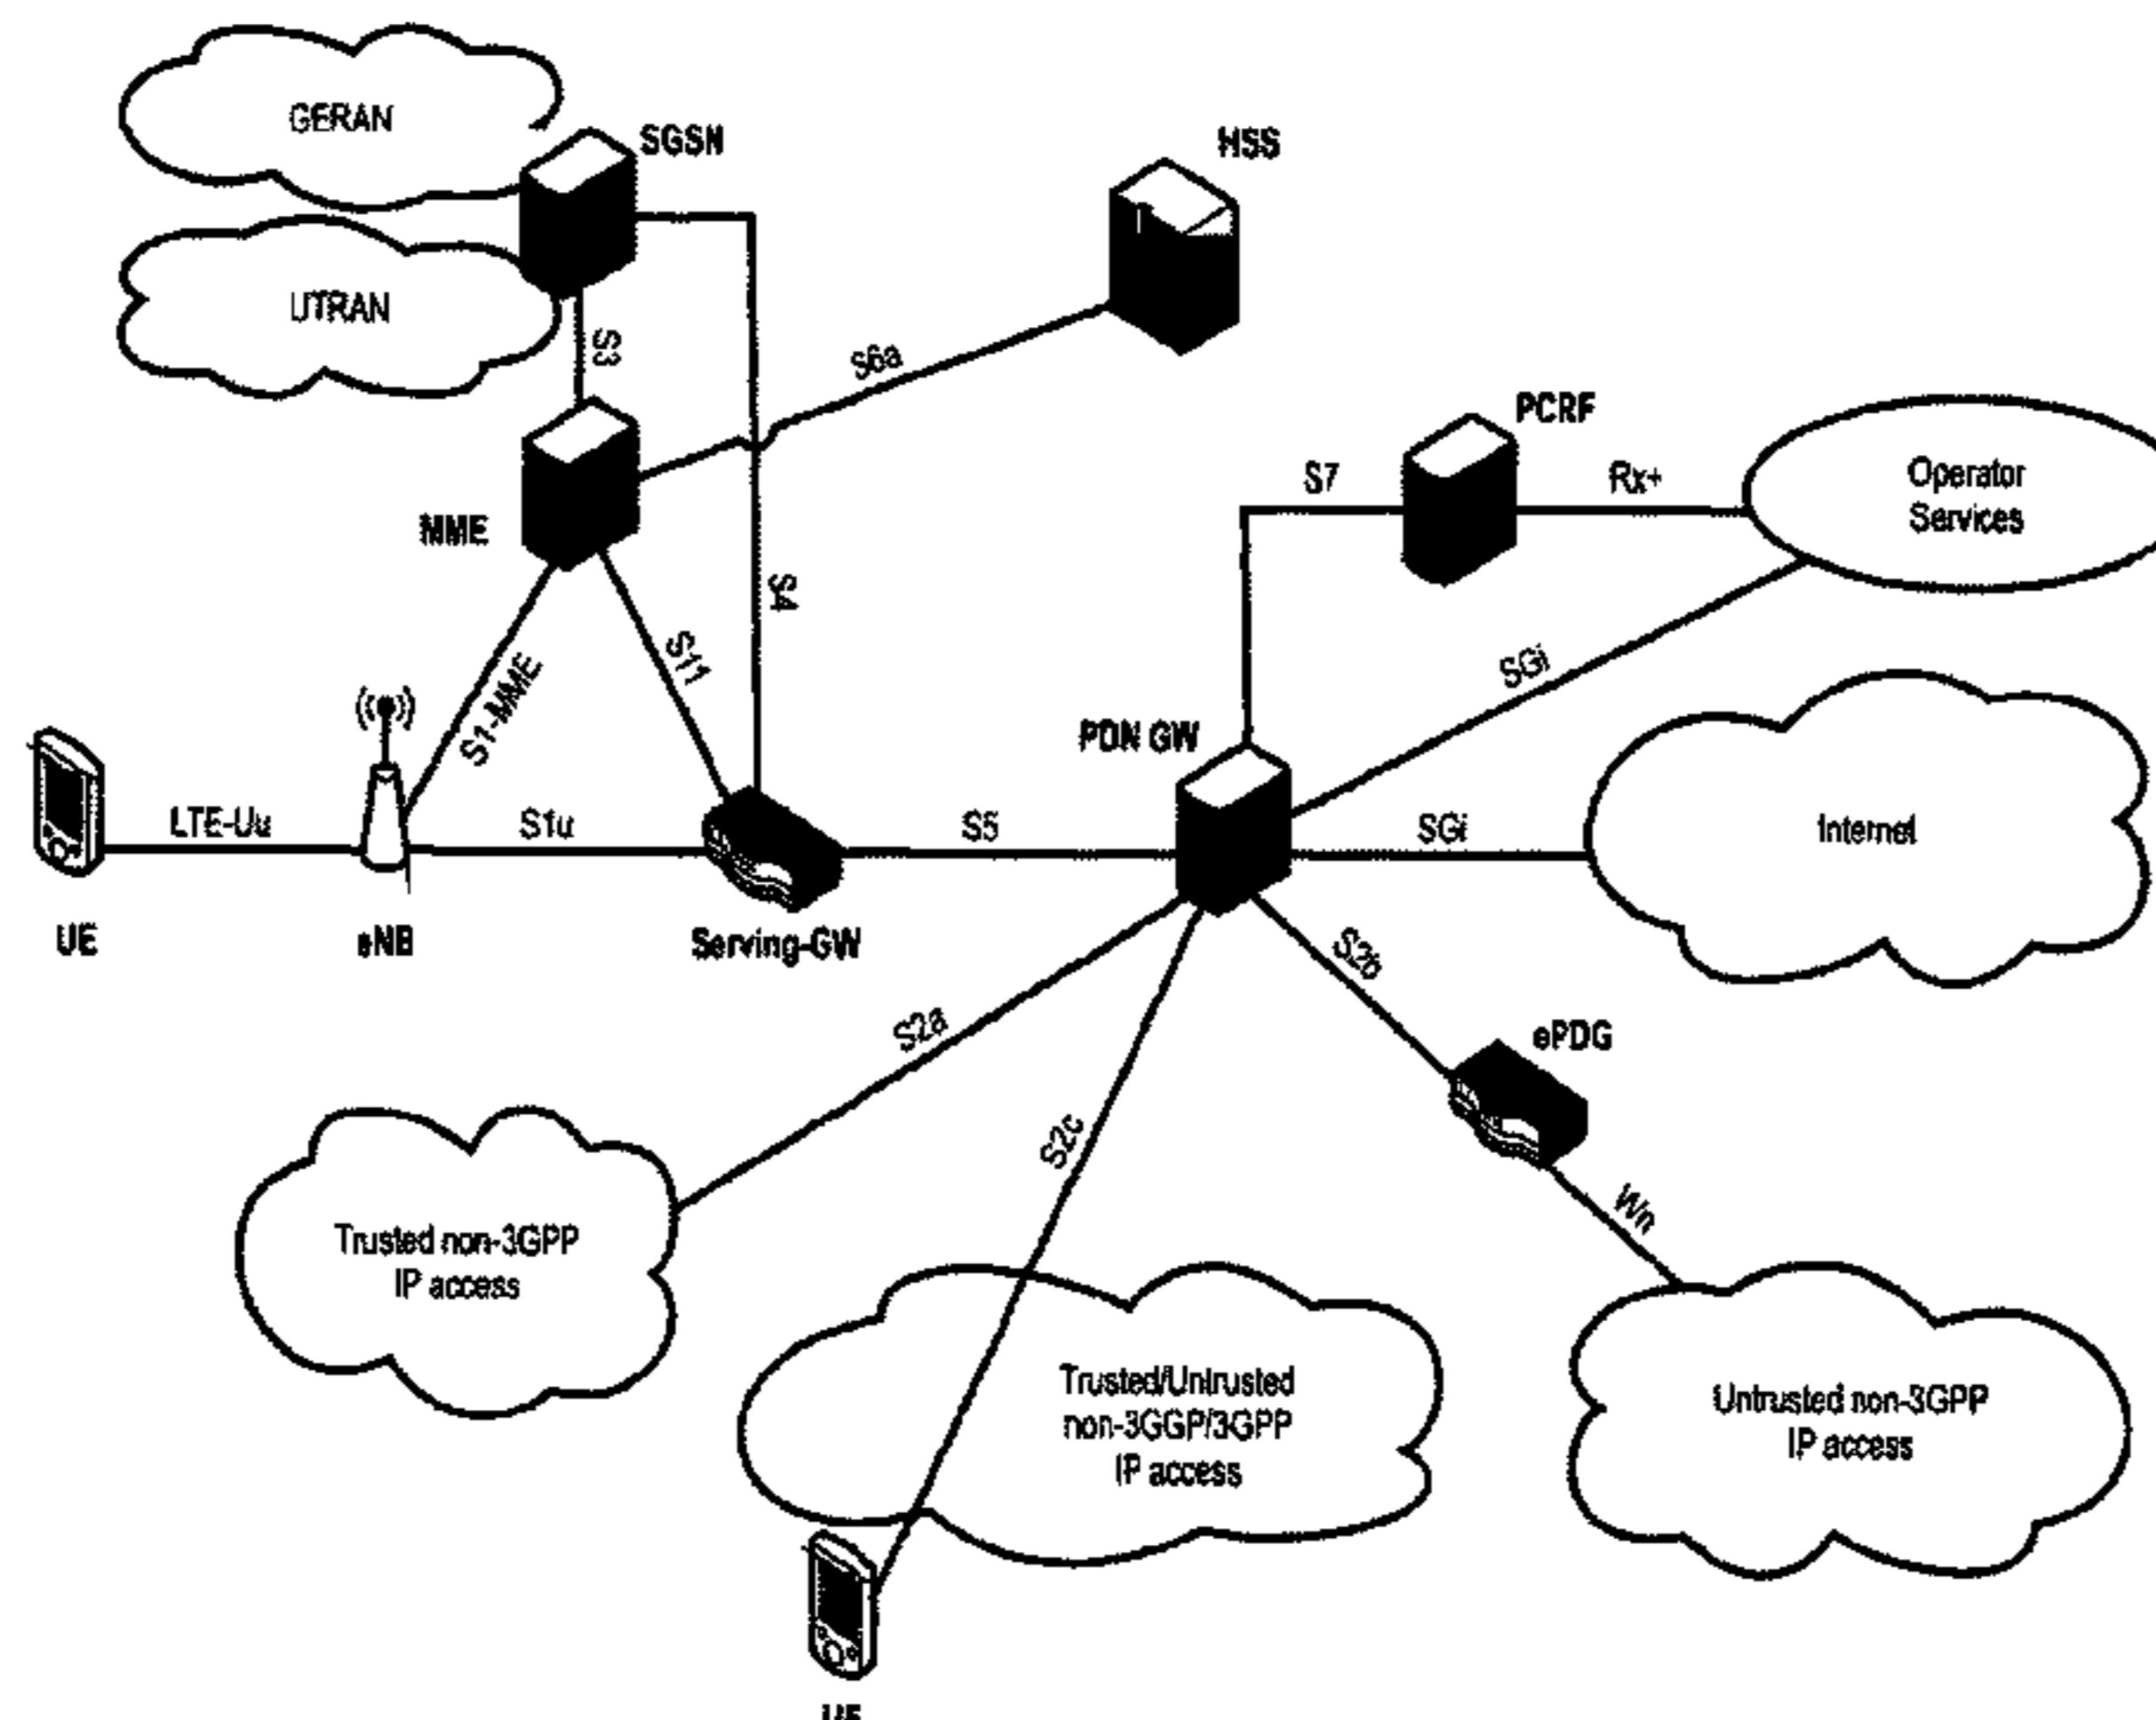 GERAN
SGSN
HSS
UTRAN
S3
s6a
PCRF
S7
Rx+
Operator
Services
MME
S4
S11
S1-MME
SGi
PDN GW
LTE-Uu
S1u
S5
SGi
Internet
UE
eNB
Serving-GW
S2b
S2a
ePDG
S2c
Wn
Trusted non-3GPP
IP access
Trusted/Untrusted
non-3GGP/3GPP
IP access
Untrusted non-3GPP
IP access
UE